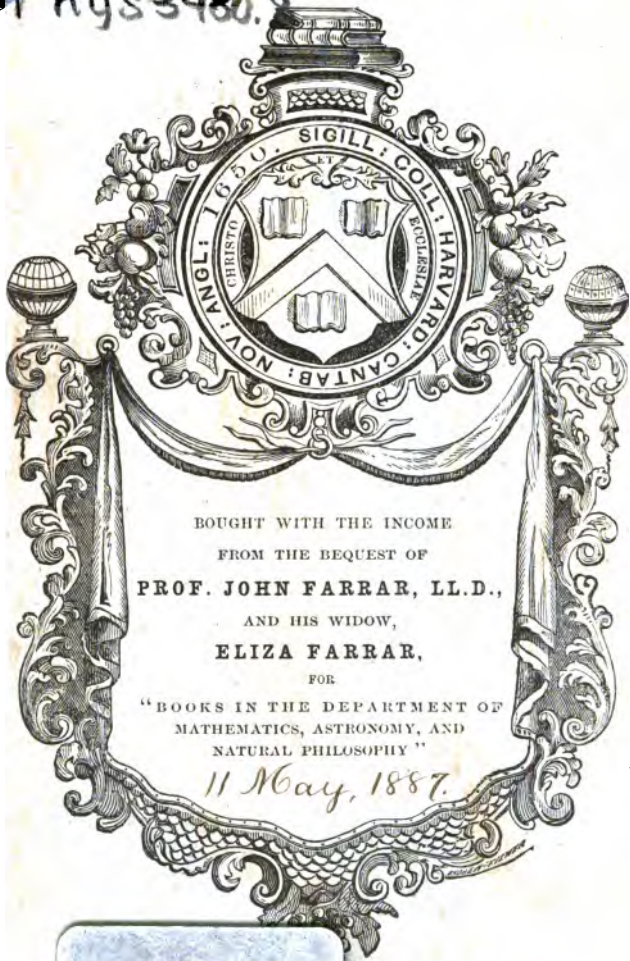 SIGILL: COLL: HARVARD: CANTAB: NOV: ANGL: 1650.
ET
CHRISTO
ECCLESIAE
BOUGHT WITH THE INCOME
FROM THE BEQUEST OF
PROF. JOHN FARRAR, LL.D.,
AND HIS WIDOW,
ELIZA FARRAR,
FOR
"BOOKS IN THE DEPARTMENT OF
MATHEMATICS, ASTRONOMY, AND
NATURAL PHILOSOPHY"
11 May, 1887.